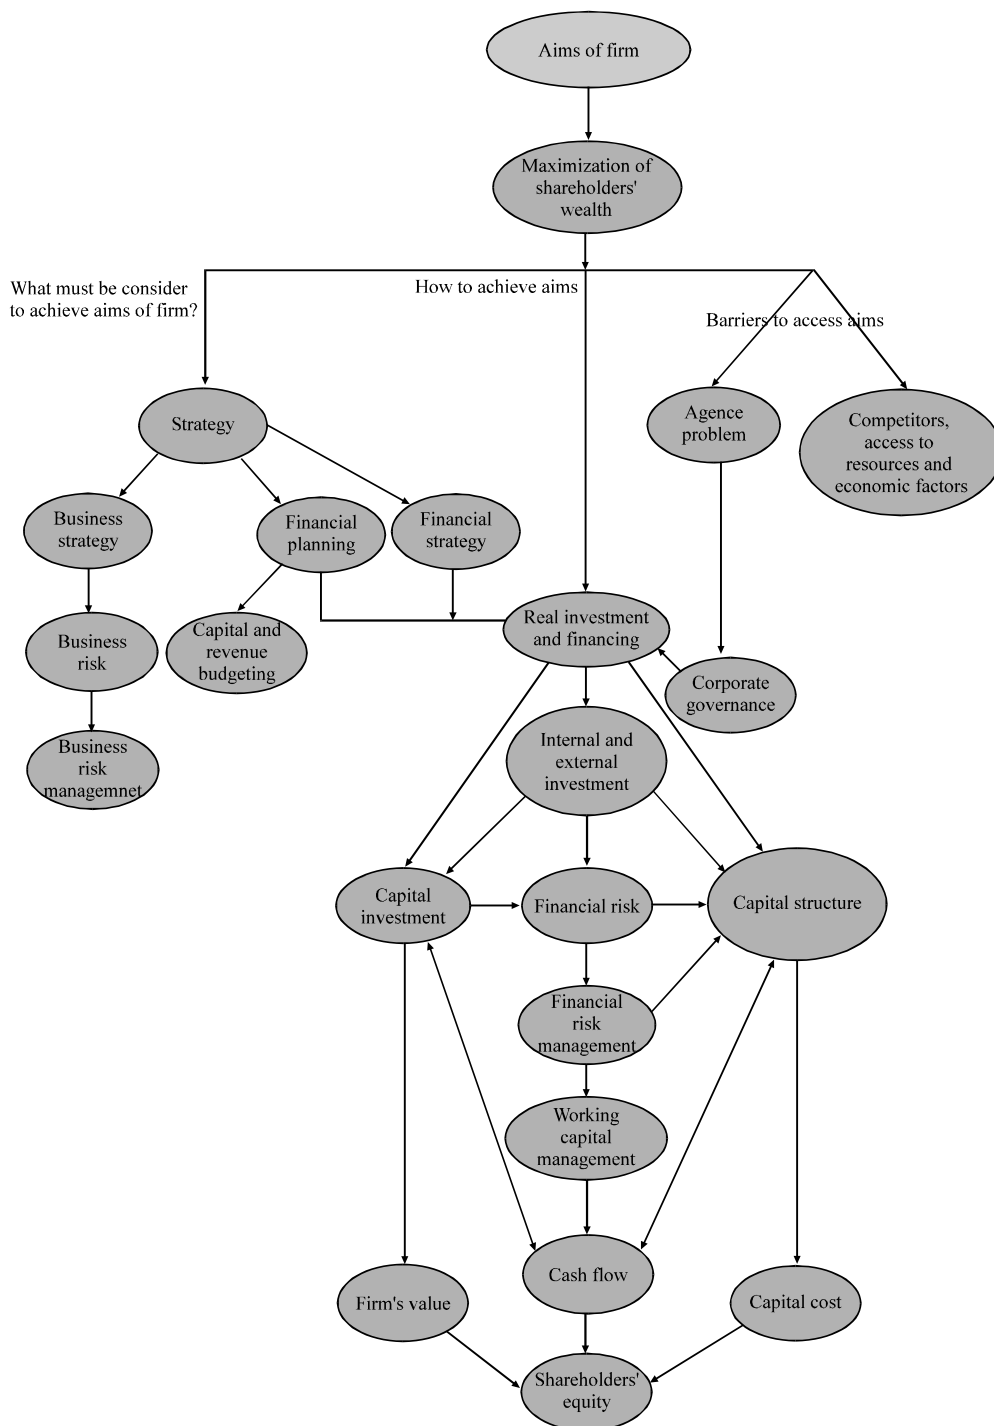 Aims of firm
Maximization of
shareholders'
wealth
What must be consider
to achieve aims of firm?
How to achieve aims
Barriers to access aims
Strategy
Agence
problem
Competitors,
access to
resources and
economic factors
Business
strategy
Financial
planning
Financial
strategy
Business
risk
Capital and
revenue
budgeting
Real investment
and financing
Corporate
governance
Business
risk
managemnet
Internal and
external
investment
Capital
investment
Financial risk
Capital structure
Financial
risk
management
Working
capital
management
Cash flow
Firm's value
Capital cost
Shareholders'
equity